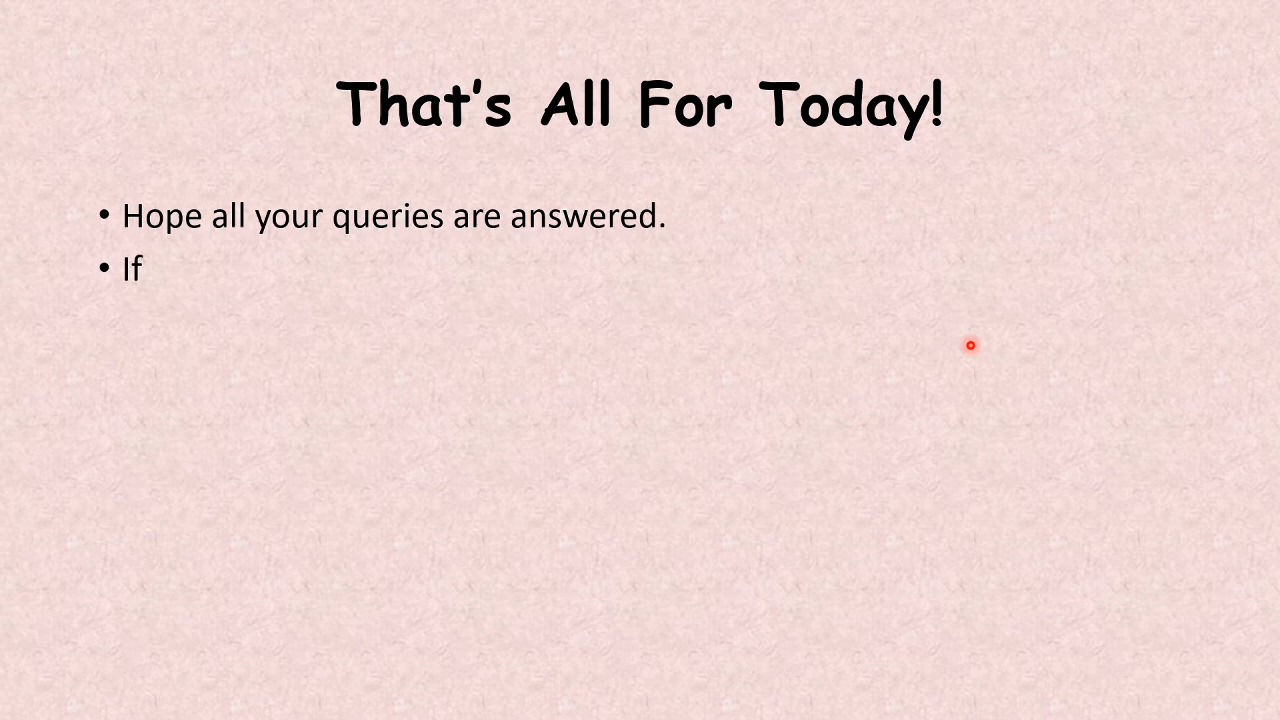 That's All For Today!
• Hope all your queries are answered.
• If